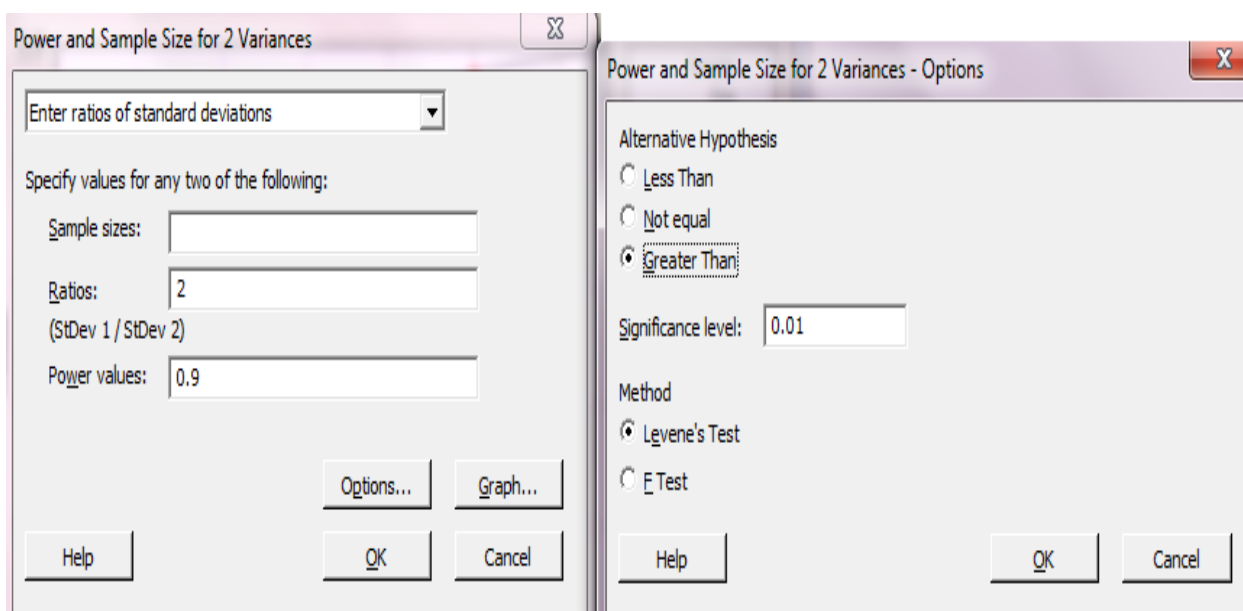 Power and Sample Size for 2 Variances
Enter ratios of standard deviations
Specify values for any two of the following:
Sample sizes:
Ratios: 2
(StDev 1 / StDev 2)
Power values: 0.9
Options... Graph...
Help OK Cancel
Power and Sample Size for 2 Variances - Options
Alternative Hypothesis
Less Than
Not equal
Greater Than
Significance level: 0.01
Method
Levene's Test
F Test
Help OK Cancel